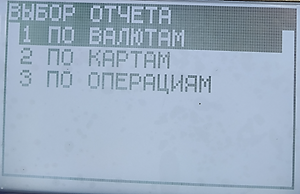 ВЫБОР ОТЧЕТА
1 ПО ВАЛЮТАМ
2 ПО КАРТАМ
3 ПО ОПЕРАЦИЯМ